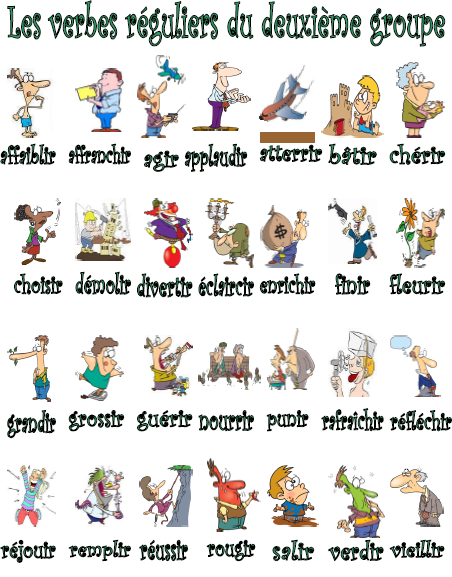 Les verbes réguliers du deuxième groupe
affaiblir affranchir agir applaudir atterrir bâtir chérir
choisir démolir divertir éclaircir enrichir finir fleurir
grandir grossir guérir nourrir punir rafraîchir réfléchir
réjouir remplir réussir rougir salir verdir vieillir